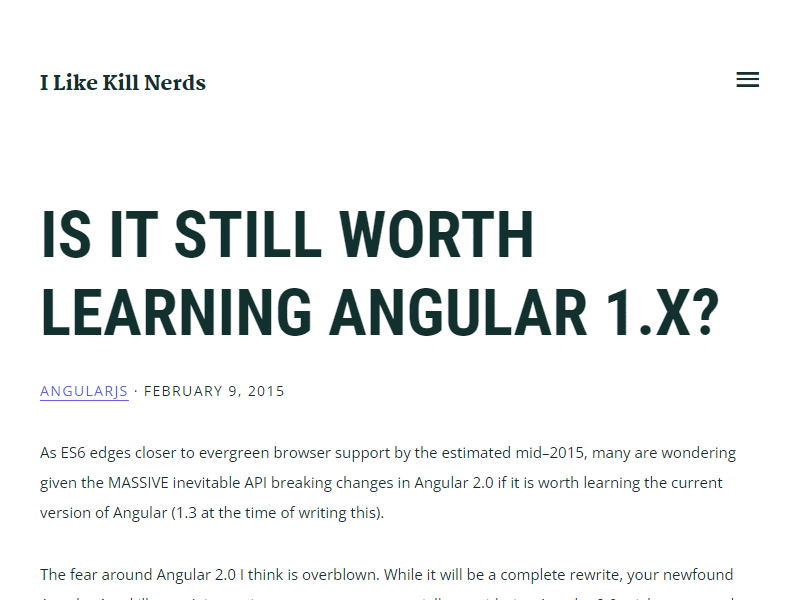 I Like Kill Nerds
IS IT STILL WORTH
LEARNING ANGULAR 1.X?
ANGULARJS · FEBRUARY 9, 2015
As ES6 edges closer to evergreen browser support by the estimated mid–2015, many are wondering
given the MASSIVE inevitable API breaking changes in Angular 2.0 if it is worth learning the current
version of Angular (1.3 at the time of writing this).
The fear around Angular 2.0 I think is overblown. While it will be a complete rewrite, your newfound